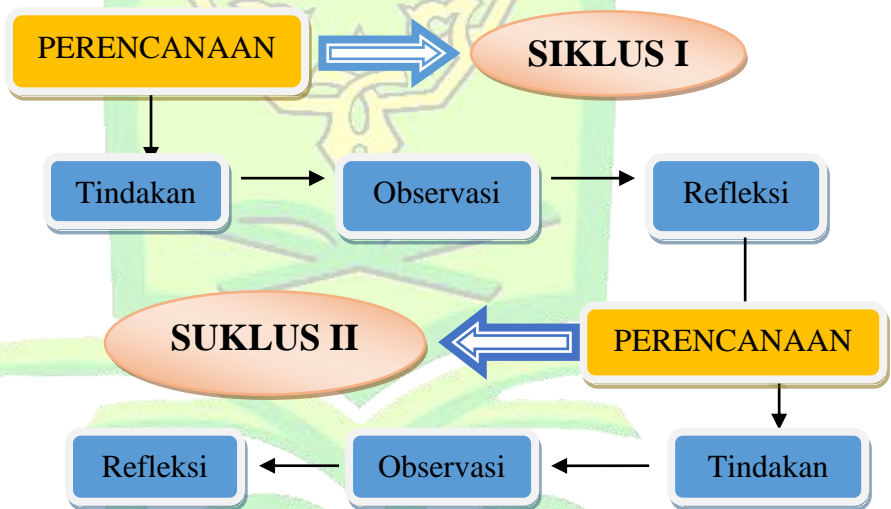 PERENCANAAN
SIKLUS I
Tindakan
Observasi
Refleksi
SUKLUS II
PERENCANAAN
Refleksi
Observasi
Tindakan